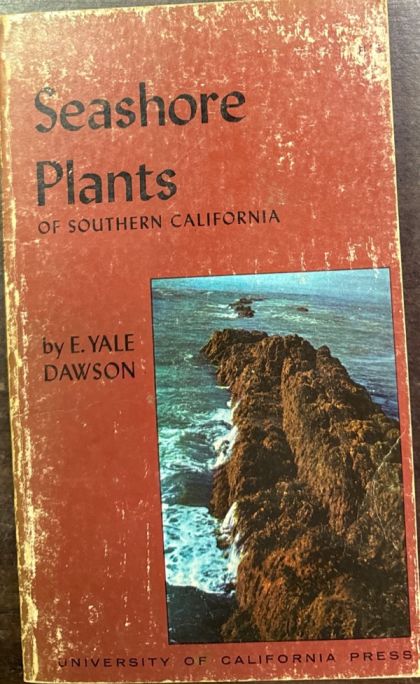 Seashore
Plants
OF SOUTHERN CALIFORNIA
by E. YALE
DAWSON
UNIVERSITY OF CALIFORNIA PRESS